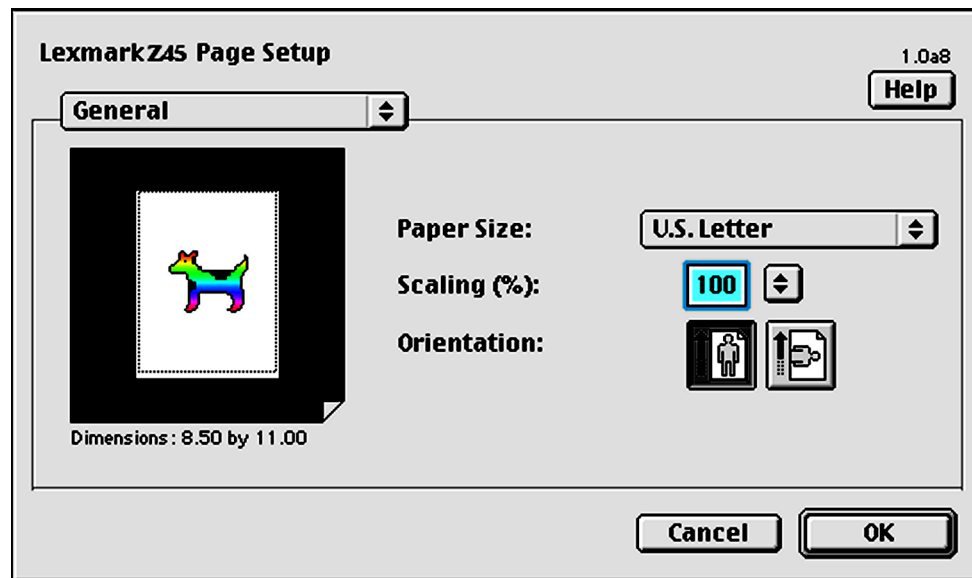 Lexmark Z45 Page Setup
1.0a8
Help
General
Paper Size:
U.S. Letter
Scaling (%):
100
Orientation:
Dimensions: 8.50 by 11.00
Cancel
OK